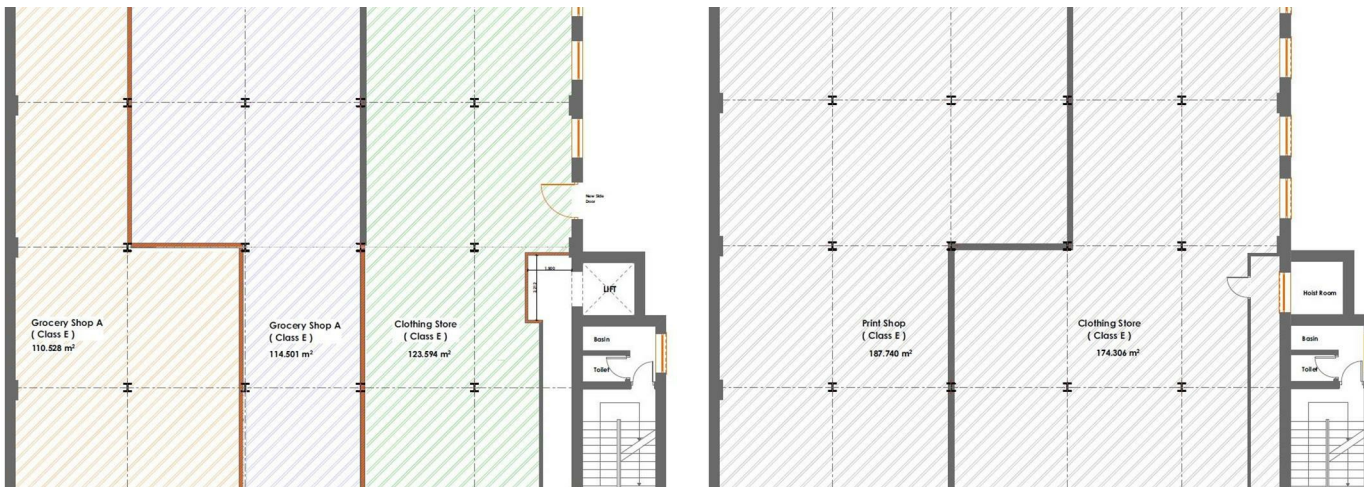 New Side
Door
1.800
LIFT
Grocery Shop A
( Class E )
110.528 m²
Grocery Shop A
( Class E )
114.501 m²
Clothing Store
( Class E )
123.594 m²
Basin
Toilet
Hoist Room
Print Shop
( Class E )
187.740 m²
Clothing Store
( Class E )
174.306 m²
Basin
Toilet